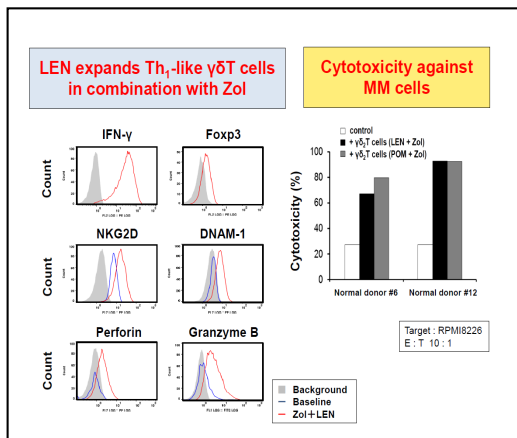 LEN expands Th1-like γδT cells
in combination with Zol
Cytotoxicity against
MM cells
IFN-γ
Foxp3
Count
NKG2D
DNAM-1
Count
Perforin
Granzyme B
Count
Background
Baseline
Zol+LEN
control
+ γδ2T cells (LEN + Zol)
+ γδ2T cells (POM + Zol)
Cytotoxicity (%)
100
80
60
40
20
0
Normal donor #6
Normal donor #12
Target : RPMI8226
E : T 10 : 1